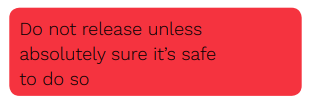 Do not release unless
absolutely sure it’s safe
to do so